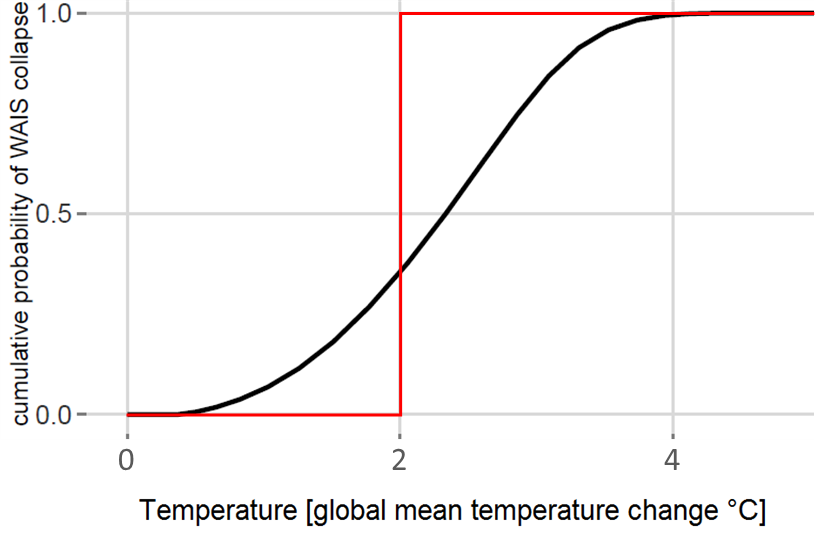 cumulative probability of WAIS collapse
1.0
0.5
0.0
0 2 4
Temperature [global mean temperature change °C]